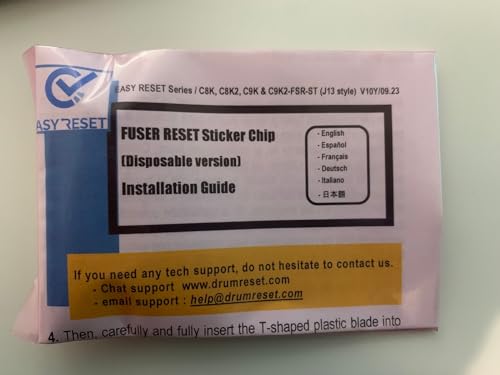 EASY RESET Series / C8K, C8K2, C9K & C9K2-FSR-ST (J13 style) V10Y/09.23
ASY RESET
FUSER RESET Sticker Chip
(Disposable version)
Installation Guide
- English
- Español
- Français
- Deutsch
- Italiano
- 日本語
If you need any tech support, do not hesitate to contact us.
- Chat support www.drumreset.com
- email support : help@drumreset.com
4. Then, carefully and fully insert the T-shaped plastic blade into